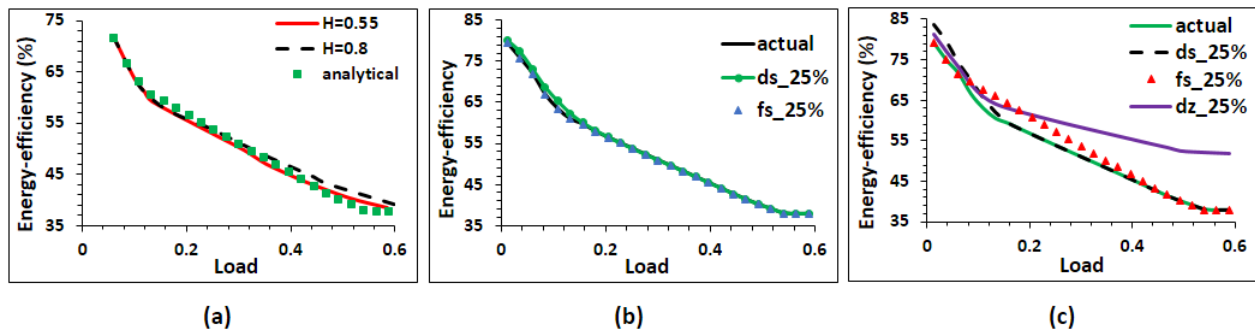 75
65
55
45
35
Energy-efficiency (%)
H=0.55
H=0.8
analytical
0
0.2
0.4
0.6
Load
(a)
85
75
65
55
45
35
Energy-efficiency
actual
ds_25%
fs_25%
0
0.2
0.4
0.6
Load
(b)
85
75
65
55
45
35
Energy-efficiency (%)
actual
ds_25%
fs_25%
dz_25%
0
0.2
0.4
0.6
Load
(c)